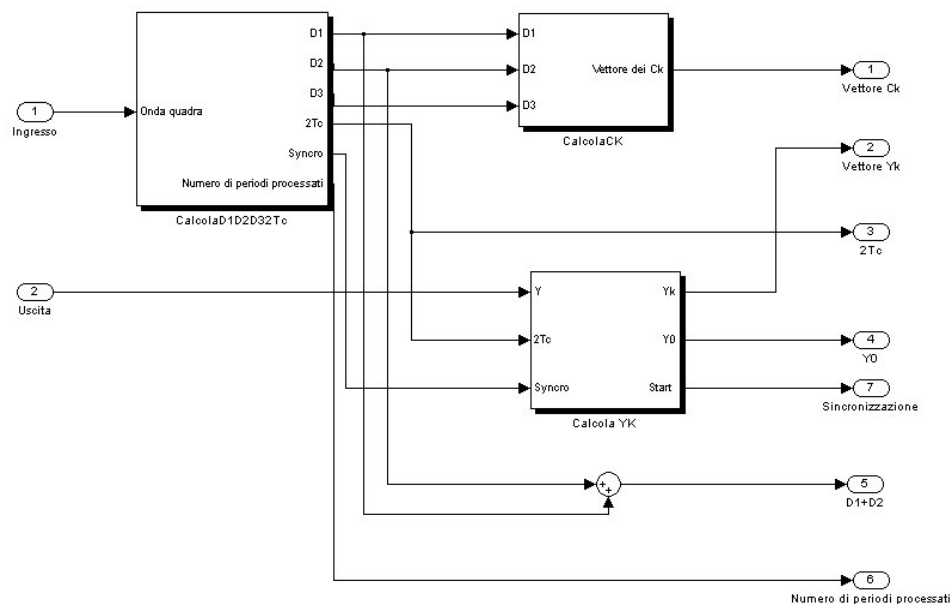 1
Ingresso
Onda quadra
D1
D2
D3
2Tc
Syncro
Numero di periodi processati
CalcolaD1D2D32Tc
D1
D2
D3
Vettore dei Ck
CalcolaCK
1
Vettore Ck
2
Vettore Yk
3
2Tc
2
Uscita
Y
2Tc
Syncro
Yk
Y0
Start
Calcola YK
4
Y0
7
Sincronizzazione
+
+
5
D1+D2
6
Numero di periodi processati